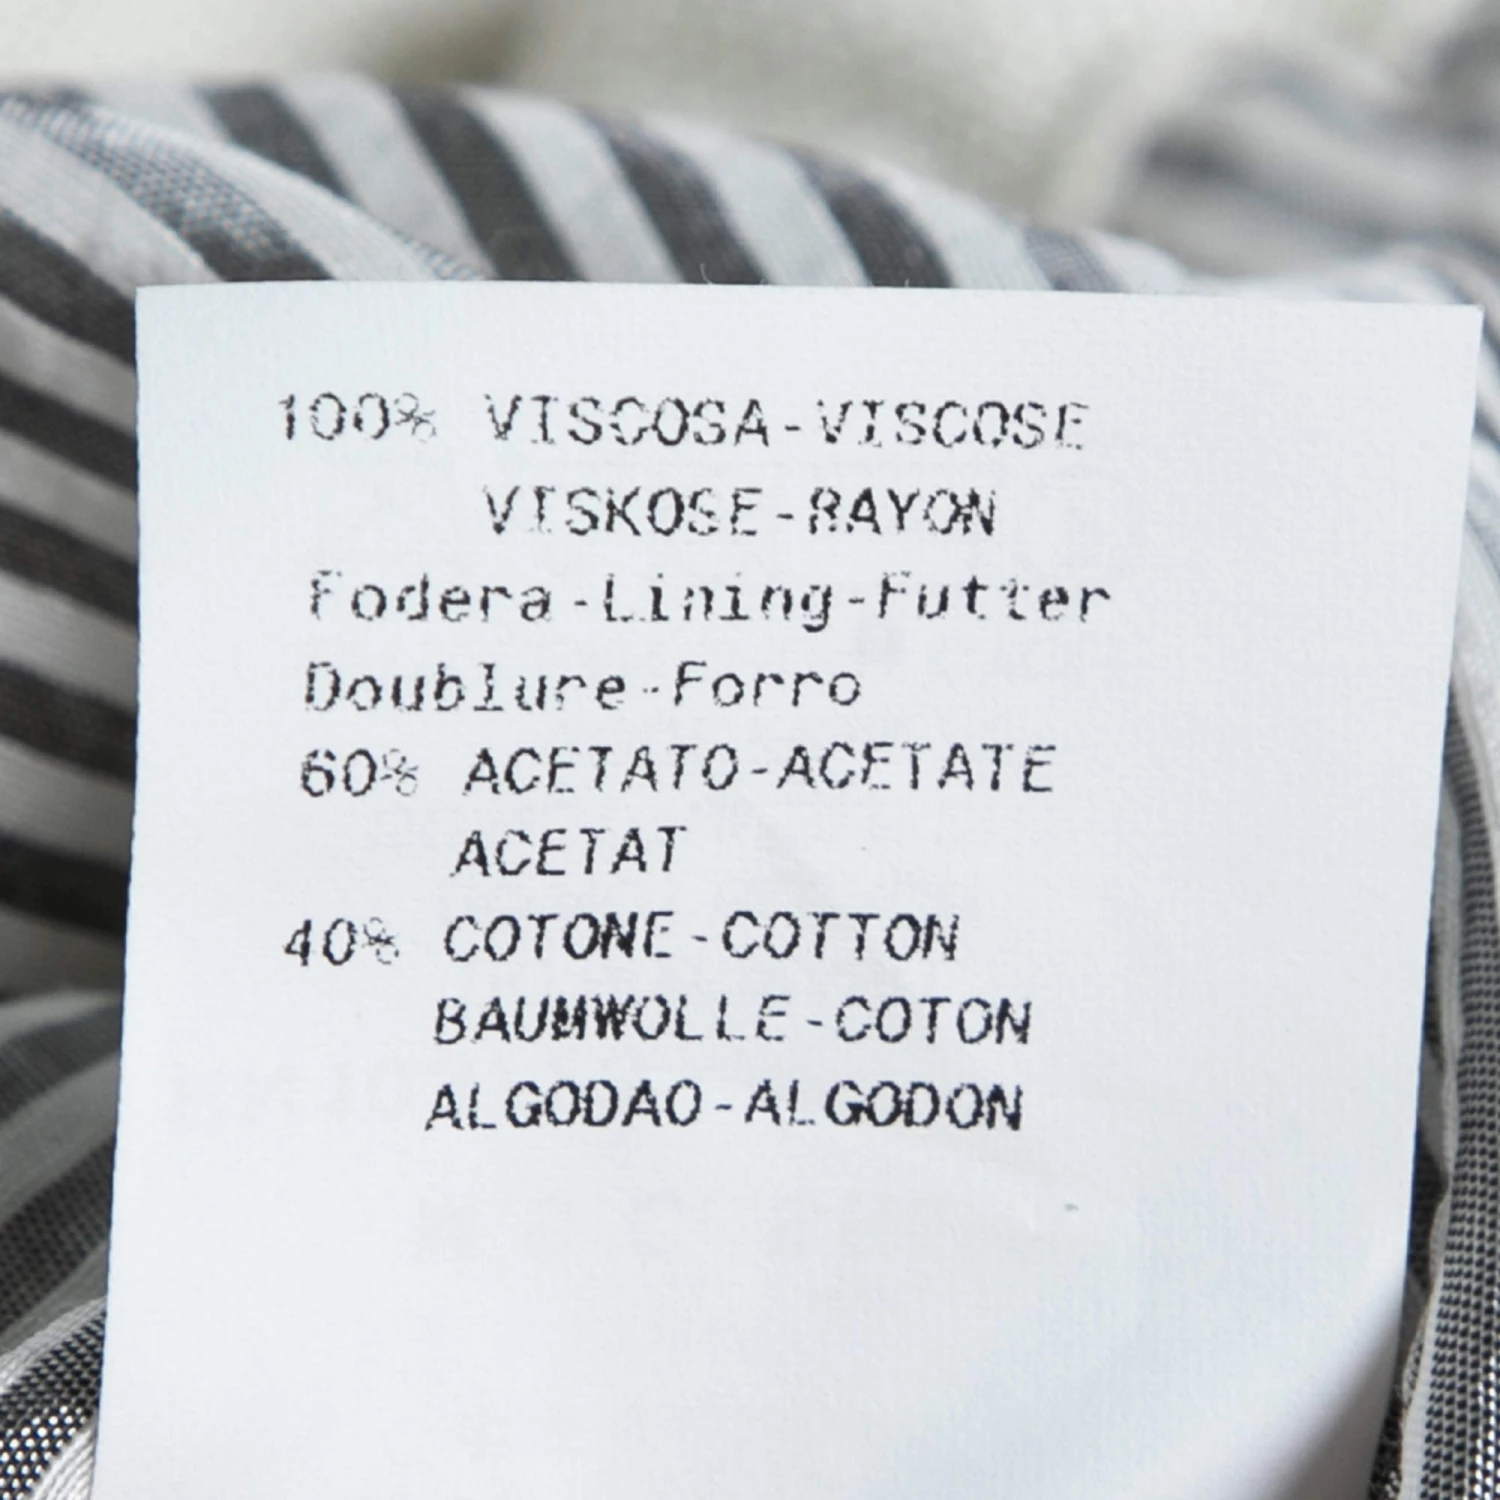 100% VISCOSA-VISCOSE
VISKOSE-RAYON
Fodera-Lining-Futter
Doublure-Forro
60% ACETATO-ACETATE
ACETAT
40% COTONE-COTTON
BAUMWOLLE-COTON
ALGODAO-ALGODON